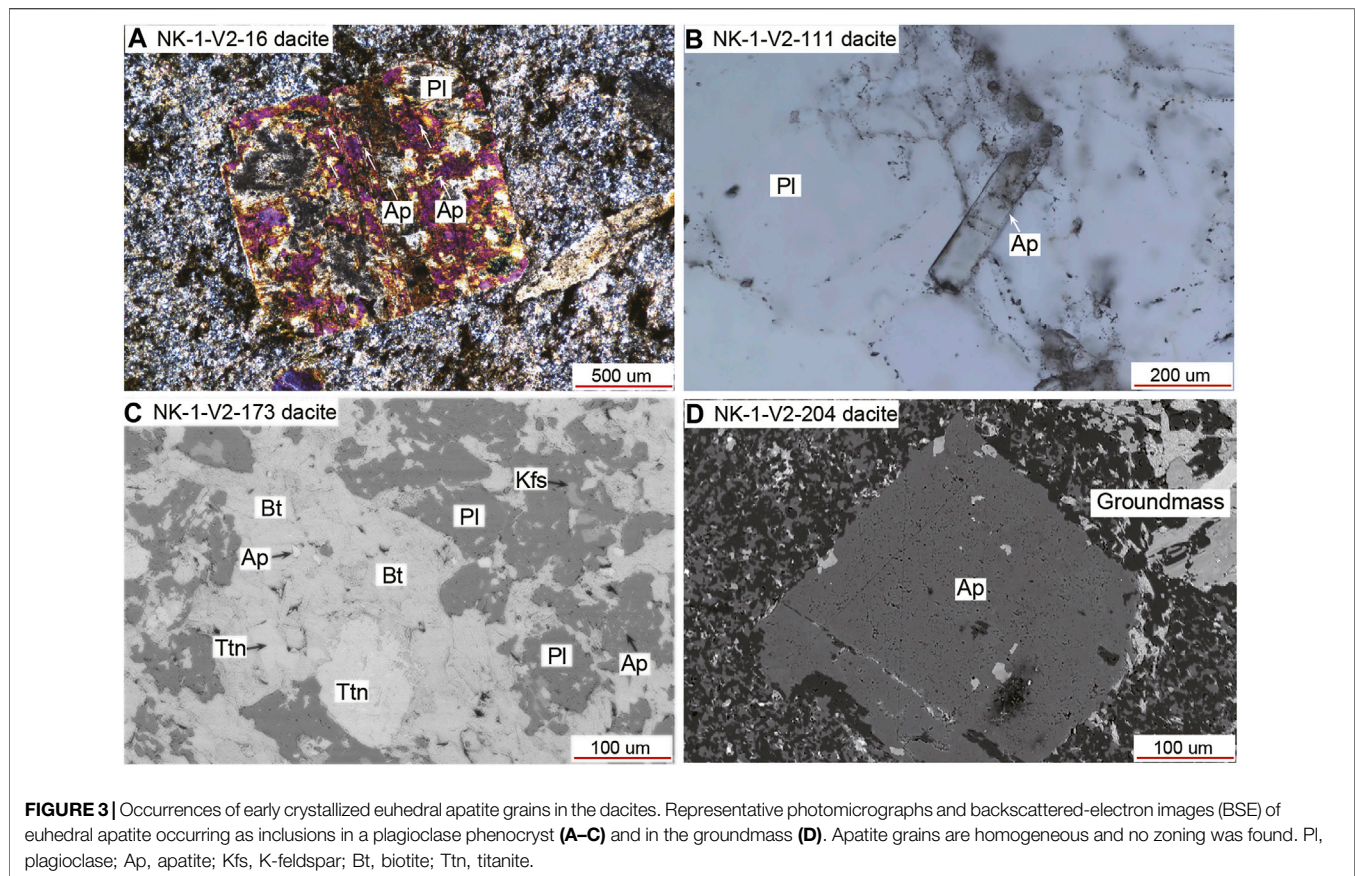 A NK-1-V2-16 dacite
Pl
Ap
Ap
500 um
B NK-1-V2-111 dacite
Pl
Ap
200 um
C NK-1-V2-173 dacite
Kfs
Bt
Pl
Ap
Bt
Ttn
Pl
Ap
Ttn
100 um
D NK-1-V2-204 dacite
Groundmass
Ap
100 um
FIGURE 3 | Occurrences of early crystallized euhedral apatite grains in the dacites. Representative photomicrographs and backscattered-electron images (BSE) of
euhedral apatite occurring as inclusions in a plagioclase phenocryst (A–C) and in the groundmass (D). Apatite grains are homogeneous and no zoning was found. Pl,
plagioclase; Ap, apatite; Kfs, K-feldspar; Bt, biotite; Ttn, titanite.